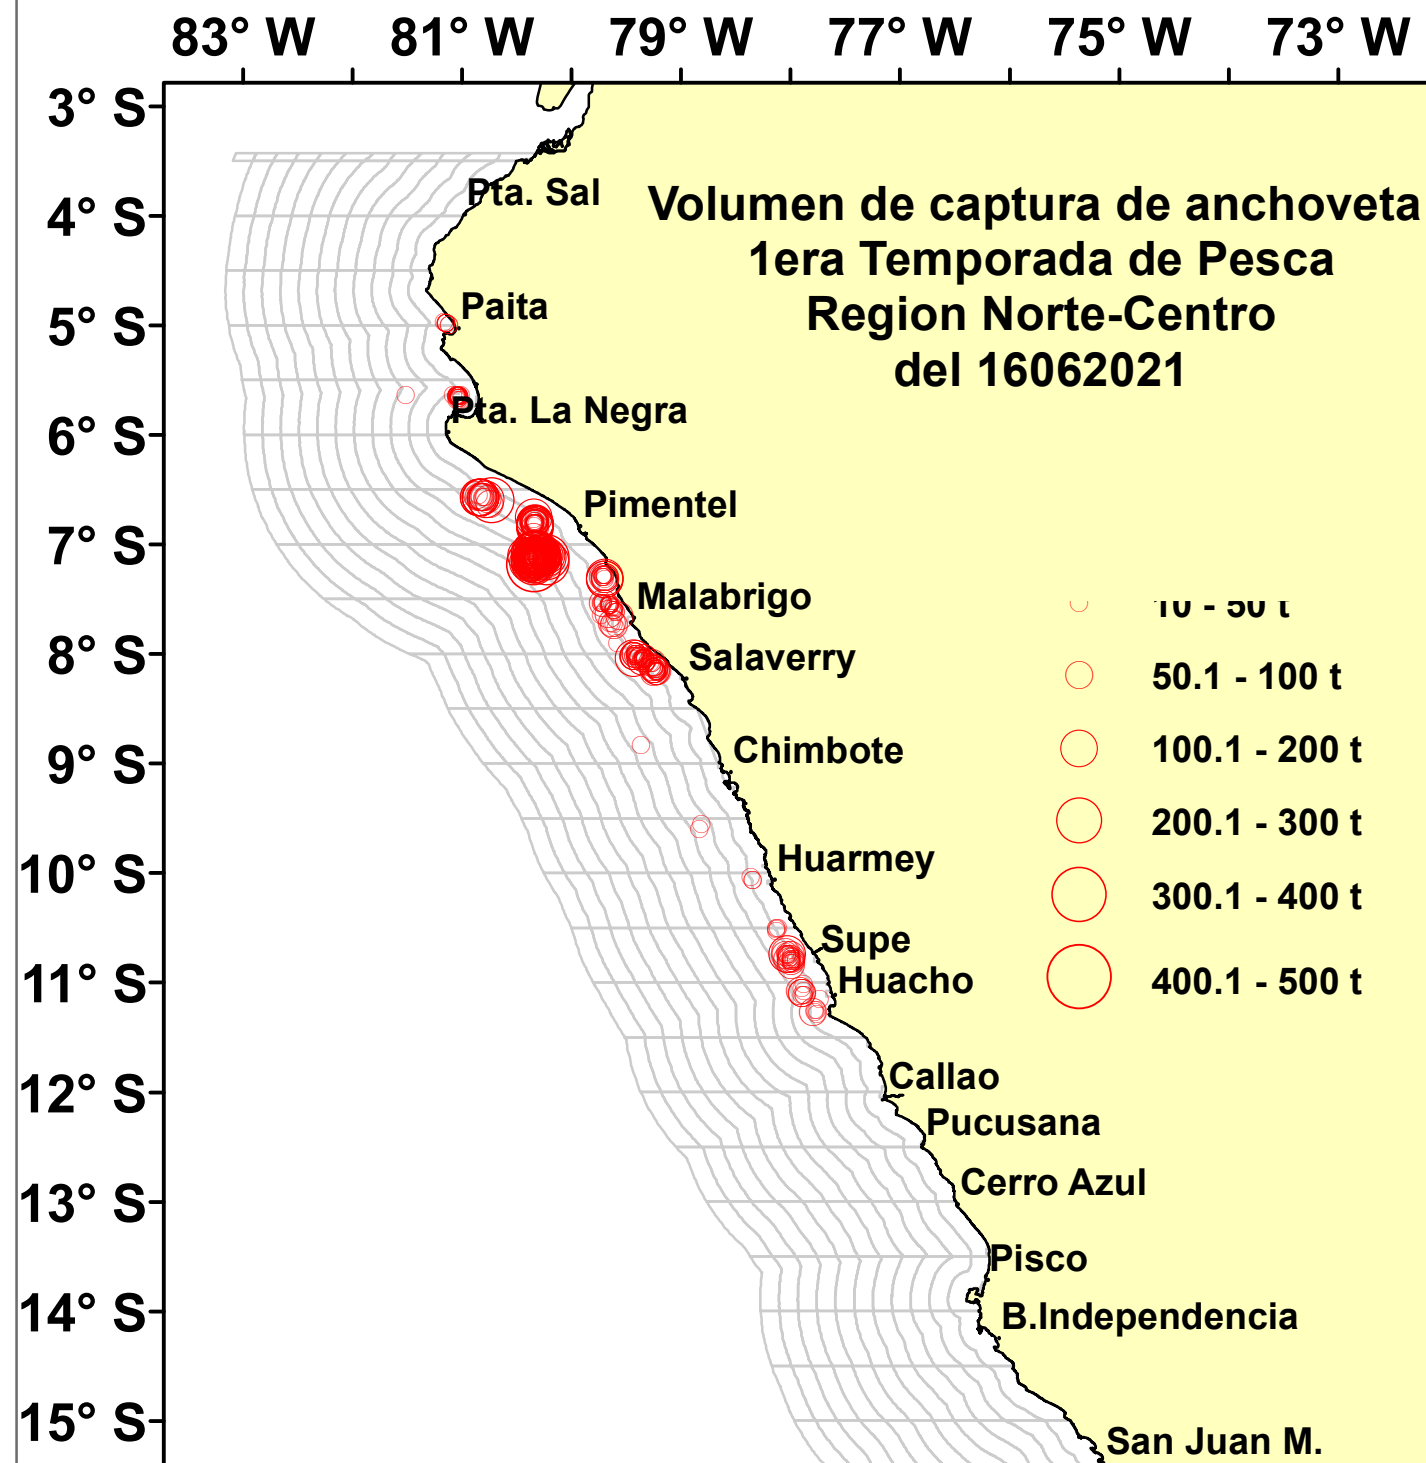 83° W 81° W 79° W 77° W 75° W 73° W
3° S
4° S
5° S
6° S
7° S
8° S
9° S
10° S
11° S
12° S
13° S
14° S
15° S
Volumen de captura de anchoveta
1era Temporada de Pesca
Region Norte-Centro
del 16062021
Pta. Sal
Paita
Pta. La Negra
Pimentel
Malabrigo
Salaverry
Chimbote
Huarmey
Supe
Huacho
Callao
Pucusana
Cerro Azul
Pisco
B.Independencia
San Juan M.
10 - 50 t
50.1 - 100 t
100.1 - 200 t
200.1 - 300 t
300.1 - 400 t
400.1 - 500 t